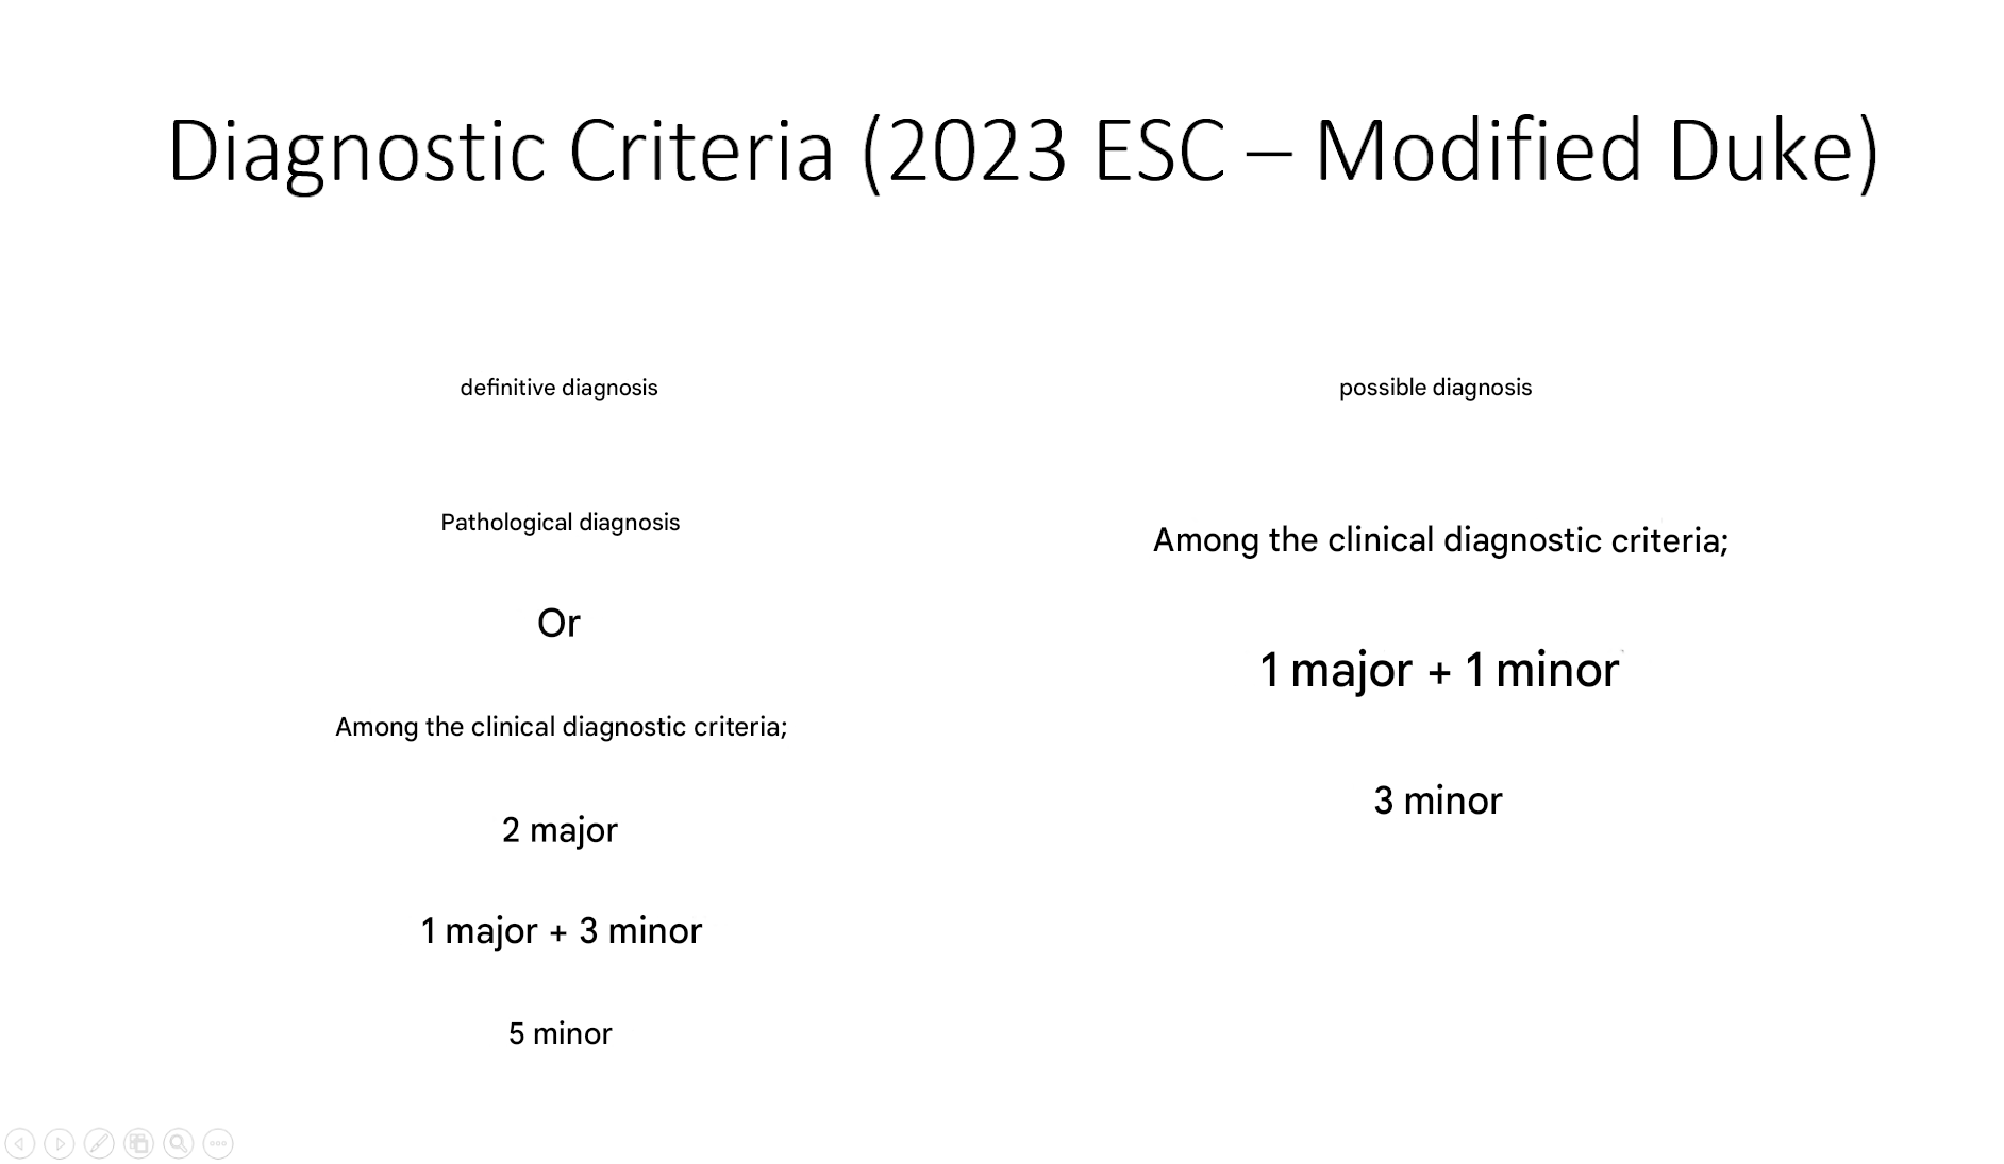 Diagnostic Criteria (2023 ESC – Modified Duke)
definitive diagnosis
Pathological diagnosis
Or
Among the clinical diagnostic criteria;
2 major
1 major + 3 minor
5 minor
possible diagnosis
Among the clinical diagnostic criteria;
1 major + 1 minor
3 minor